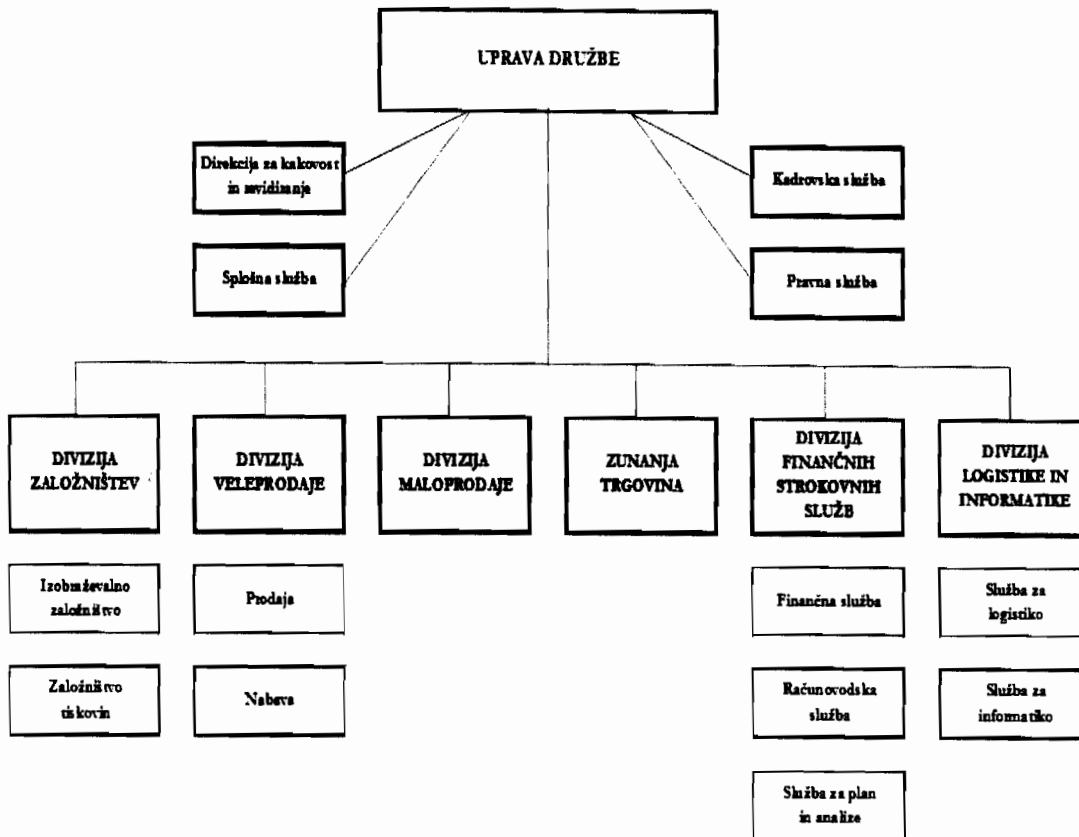 UPRAVA DRUŽBE
Direkcija za kakovost
in revidiranje
Kadrovska služba
Splošna služba
Pravna služba
DIVIZIJA
ZALOŽNIŠTEV
DIVIZIJA
VELEPRODAJE
DIVIZIJA
MALOPRODAJE
ZUNANJA
TRGOVINA
DIVIZIJA
FINANČNIH
STROKOVNIH
SLUŽB
DIVIZIJA
LOGISTIKE IN
INFORMATIKE
Izobraževalno
založništvo
Prodaja
Finančna služba
Služba za
logistiko
Založništvo
tiskovin
Nabava
Računovodska
služba
Služba za
informatiko
Služba za plan
in analize